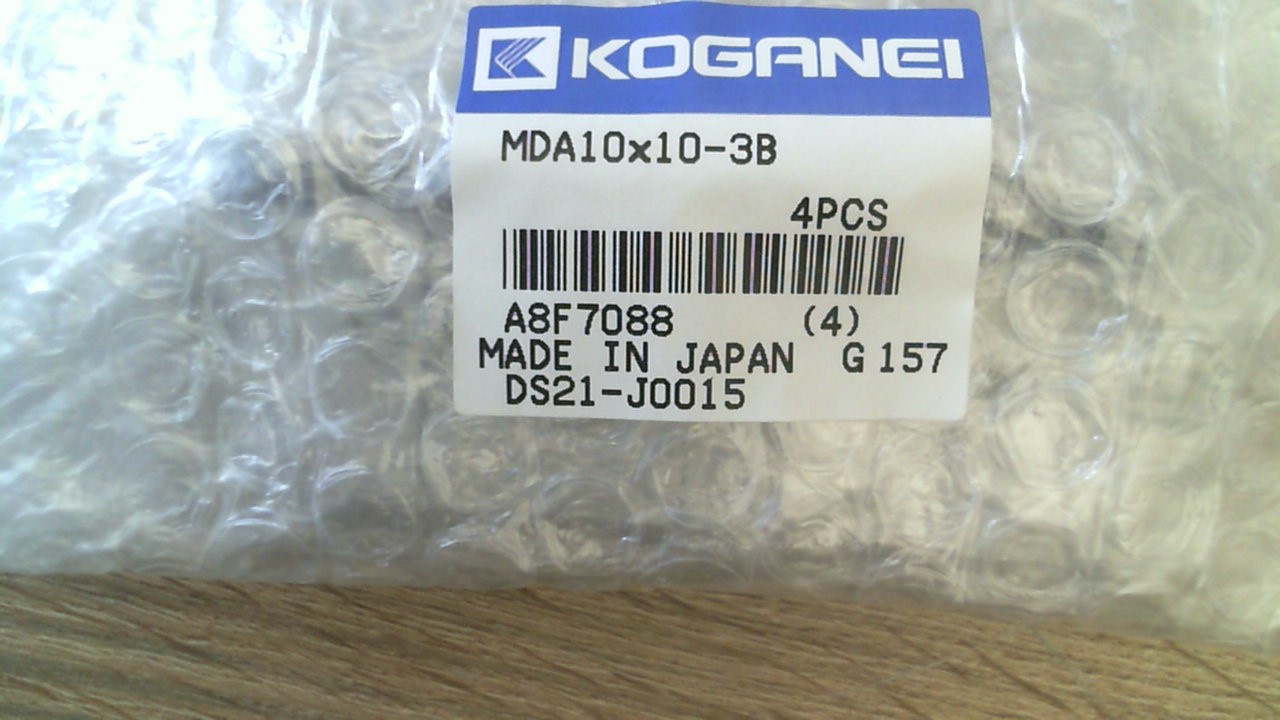 KOGANEI
MDA10x10-3B
4PCS
A8F7088 (4)
MADE IN JAPAN G 157
DS21-J0015